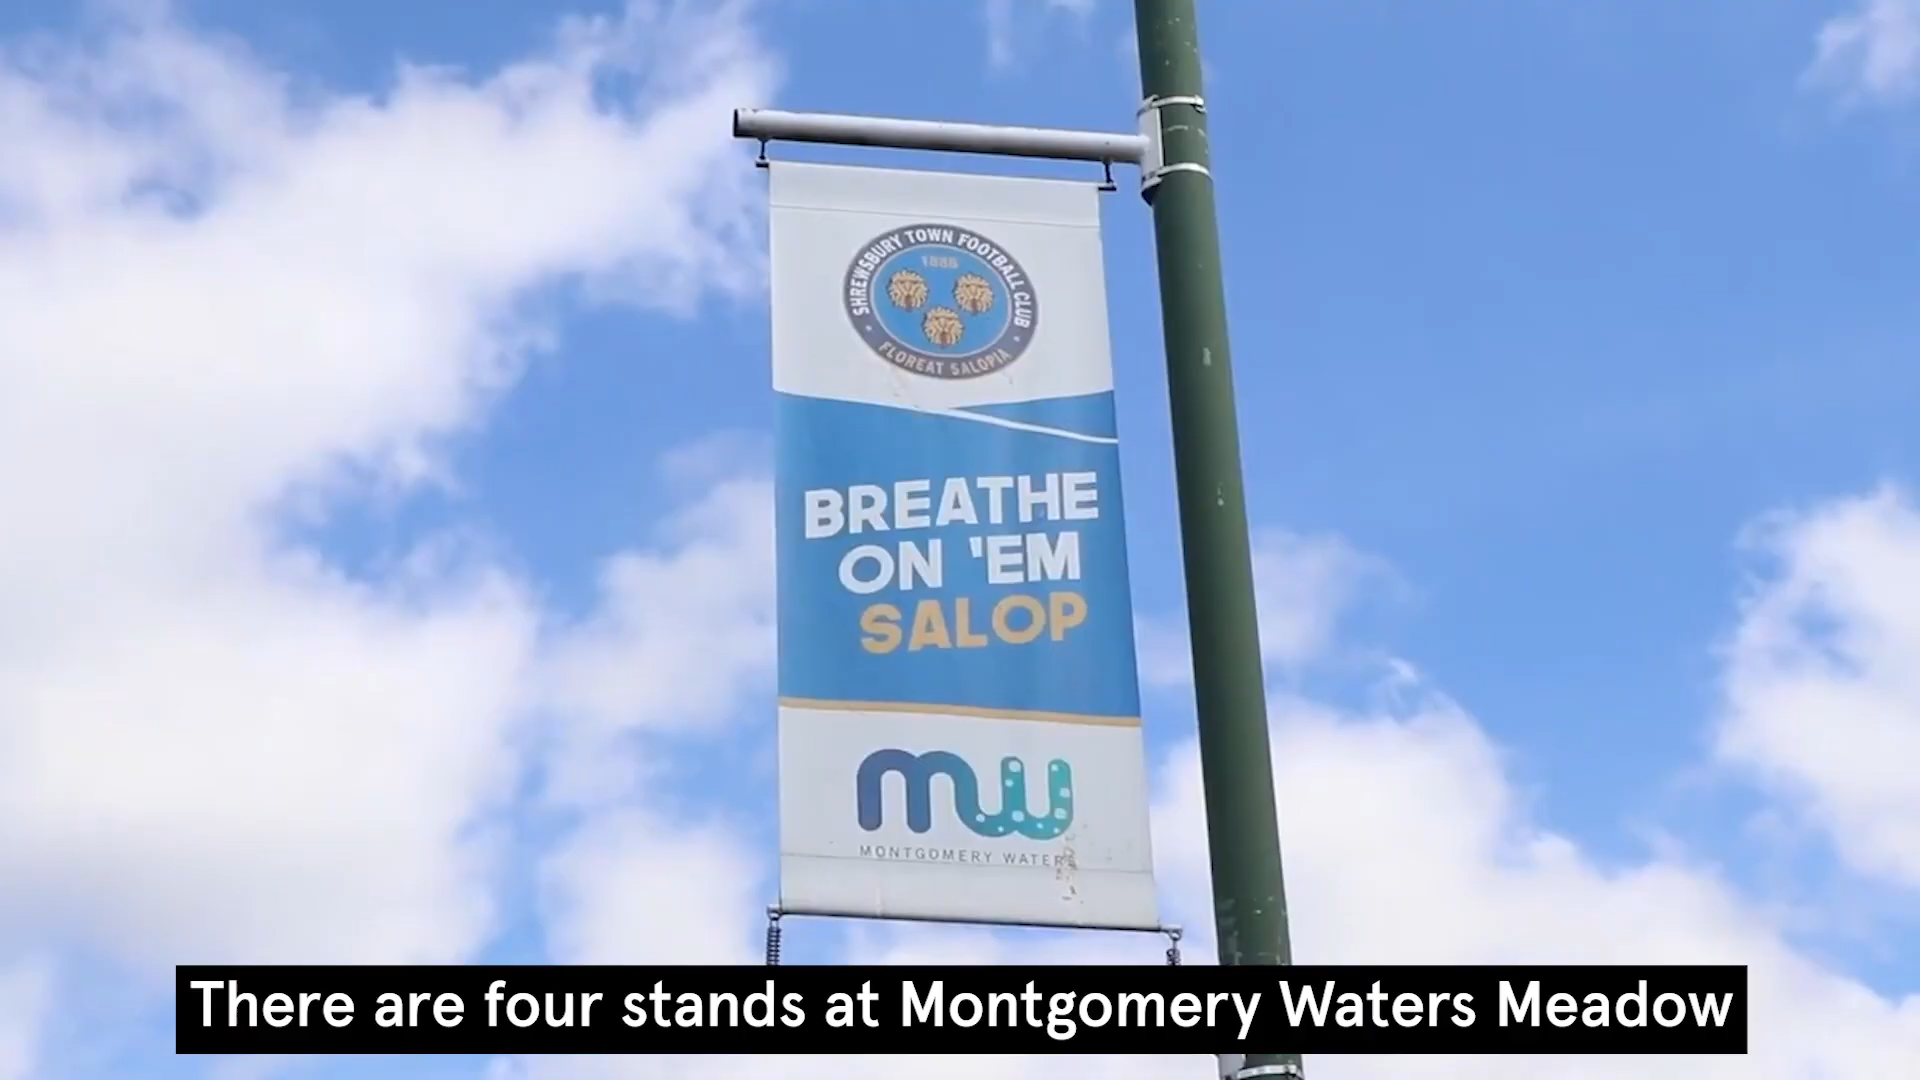 SHREWSBURY TOWN FOOTBALL CLUB
1886
FLOREAT SALOPIA
BREATHE
ON 'EM
SALOP
mw
MONTGOMERY WATERS
There are four stands at Montgomery Waters Meadow